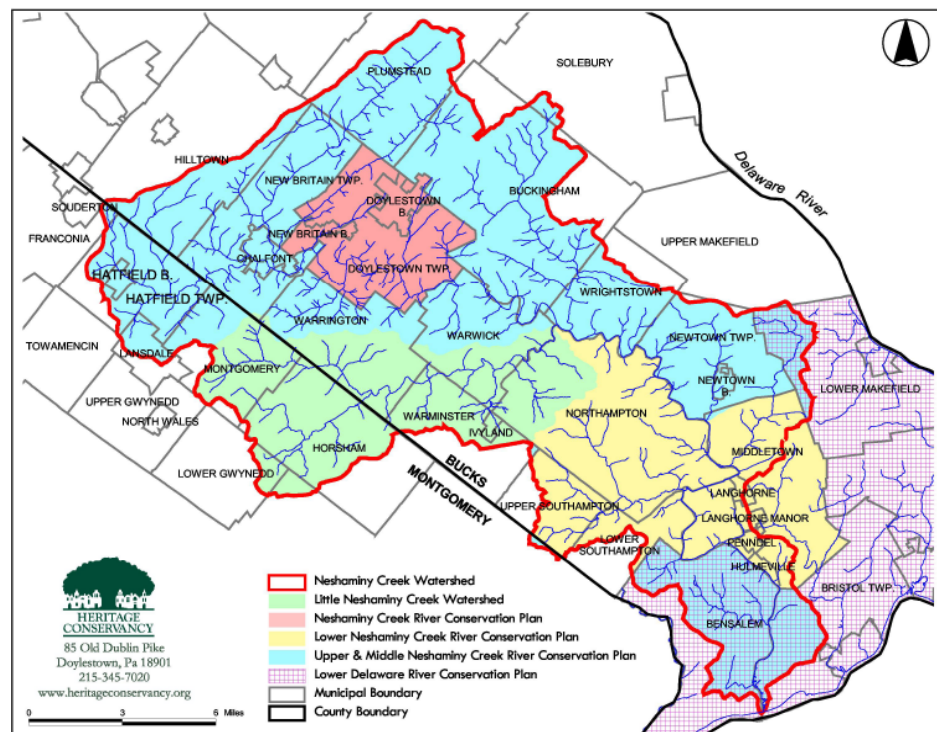 SOLEBURY
PLUMSTEAD
Delaware River
HILLTOWN
NEW BRITAIN TWP.
BUCKINGHAM
SOUDERTON
DOYLESTOWN
B.
FRANCONIA
NEW BRITAIN B.
UPPER MAKEFIELD
CHALFONT
DOYLESTOWN TWP.
HATFIELD B.
HATFIELD TWP.
WRIGHTSTOWN
WARRINGTON
WARWICK
NEWTOWN TWP.
TOWAMENCIN
LANSDALE
MONTGOMERY
NEWTOWN
B.
LOWER MAKEFIELD
UPPER GWYNEDD
NORTH WALES
WARMINSTER
NORTHAMPTON
IVYLAND
HORSHAM
MIDDLETOWN
LOWER GWYNEDD
BUCKS
MONTGOMERY
LANGHORNE
UPPER SOUTHAMPTON
LANGHORNE MANOR
LOWER
SOUTHAMPTON
PENNDEL
HULMEVILLE
BRISTOL TWP.
BENSALEM
HERITAGE
CONSERVANCY
85 Old Dublin Pike
Doylestown, Pa 18901
215-345-7020
www.heritageconservancy.org
0 3 6 Miles
Neshaminy Creek Watershed
Little Neshaminy Creek Watershed
Neshaminy Creek River Conservation Plan
Lower Neshaminy Creek River Conservation Plan
Upper & Middle Neshaminy Creek River Conservation Plan
Lower Delaware River Conservation Plan
Municipal Boundary
County Boundary